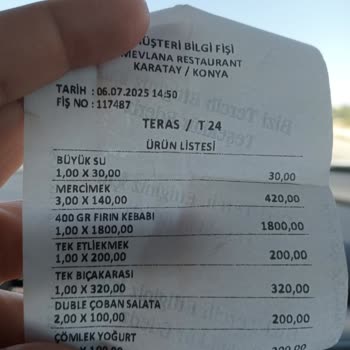 MÜŞTERİ BİLGİ FİŞİ
MEVLANA RESTAURANT
KARATAY / KONYA
TARİH : 06.07.2025 14:50
FİŞ NO : 117487
TERAS / T 24
ÜRÜN LİSTESİ
BÜYÜK SU
1,00 X 30,00 30,00
MERCİMEK
3,00 X 140,00 420,00
400 GR FIRIN KEBABI
1,00 X 1800,00 1800,00
TEK ETLİEKMEK
1,00 X 200,00 200,00
TEK BIÇAKARASI
1,00 X 320,00 320,00
DUBLE ÇOBAN SALATA
2,00 X 100,00 200,00
ÇÖMLEK YOĞURT